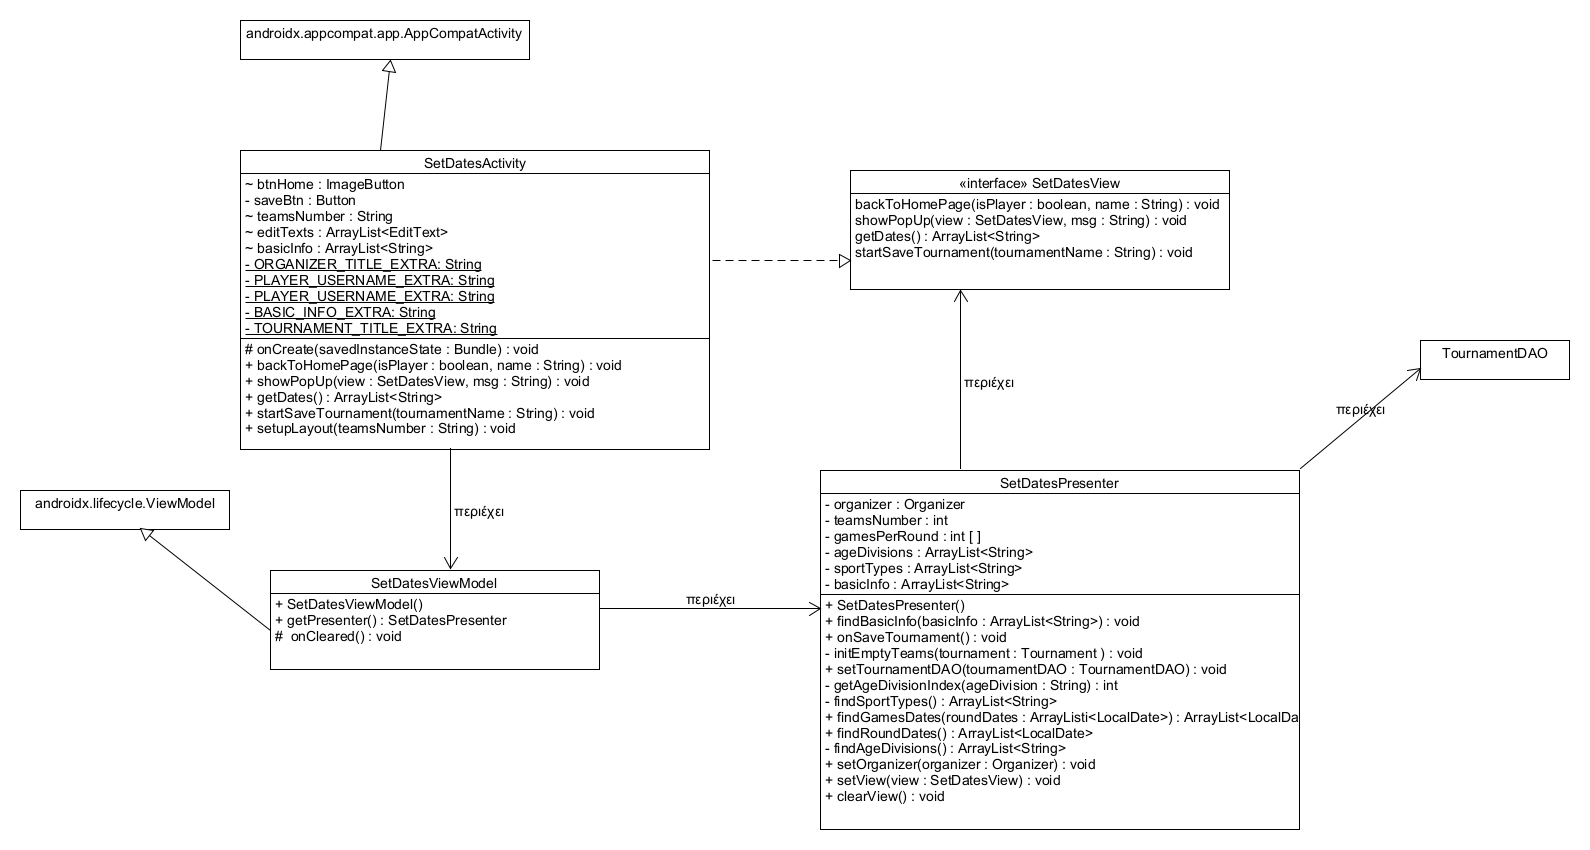 androidx.appcompat.app.AppCompatActivity
SetDatesActivity
~ btnHome : ImageButton
- saveBtn : Button
~ teamsNumber : String
~ editTexts : ArrayList<EditText>
~ basicInfo : ArrayList<String>
- ORGANIZER_TITLE_EXTRA: String
- PLAYER_USERNAME_EXTRA: String
- PLAYER_USERNAME_EXTRA: String
- BASIC_INFO_EXTRA: String
- TOURNAMENT_TITLE_EXTRA: String
# onCreate(savedInstanceState : Bundle) : void
+ backToHomePage(isPlayer : boolean, name : String) : void
+ showPopUp(view : SetDatesView, msg : String) : void
+ getDates() : ArrayList<String>
+ startSaveTournament(tournamentName : String) : void
+ setupLayout(teamsNumber : String) : void
«interface» SetDatesView
backToHomePage(isPlayer : boolean, name : String) : void
showPopUp(view : SetDatesView, msg : String) : void
getDates() : ArrayList<String>
startSaveTournament(tournamentName : String) : void
TournamentDAO
περιέχει
περιέχει
περιέχει
androidx.lifecycle.ViewModel
SetDatesViewModel
+ SetDatesViewModel()
+ getPresenter() : SetDatesPresenter
#  onCleared() : void
περιέχει
SetDatesPresenter
- organizer : Organizer
- teamsNumber : int
- gamesPerRound : int [ ]
- ageDivisions : ArrayList<String>
- sportTypes : ArrayList<String>
- basicInfo : ArrayList<String>
+ SetDatesPresenter()
+ findBasicInfo(basicInfo : ArrayList<String>) : void
+ onSaveTournament() : void
- initEmptyTeams(tournament : Tournament ) : void
+ setTournamentDAO(tournamentDAO : TournamentDAO) : void
- getAgeDivisionIndex(ageDivision : String) : int
- findSportTypes() : ArrayList<String>
+ findGamesDates(roundDates : ArrayListi<LocalDate>) : ArrayList<LocalDa
+ findRoundDates() : ArrayList<LocalDate>
- findAgeDivisions() : ArrayList<String>
+ setOrganizer(organizer : Organizer) : void
+ setView(view : SetDatesView) : void
+ clearView() : void